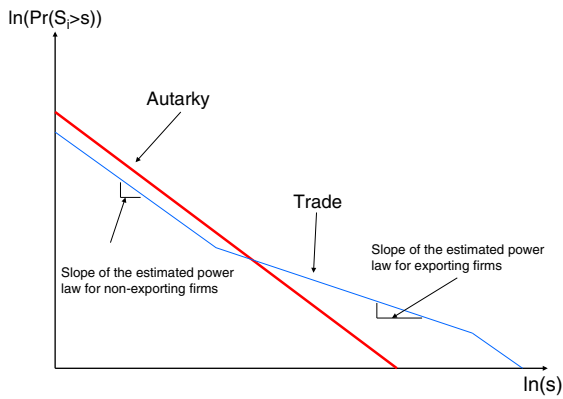 ln(Pr(Si>s))
Autarky
Trade
Slope of the estimated power
law for exporting firms
Slope of the estimated power
law for non-exporting firms
ln(s)